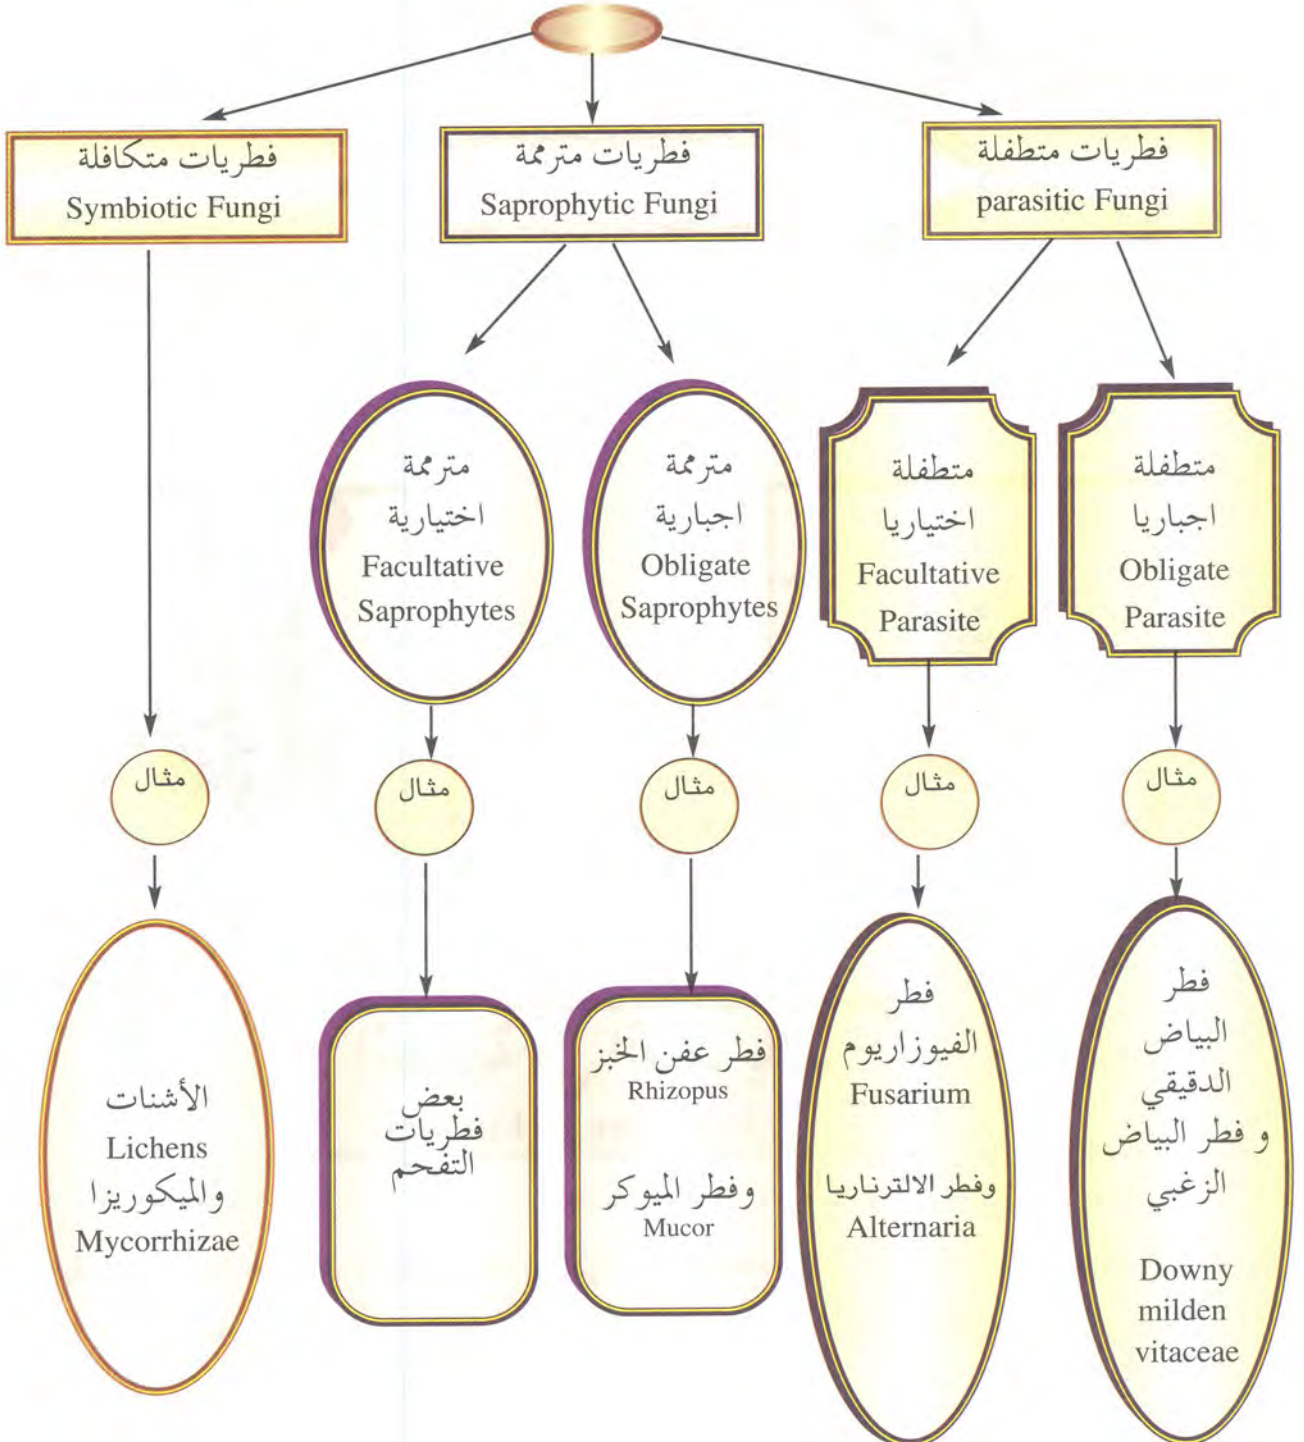 فطريات متطفلة
parasitic Fungi
فطريات مترممة
Saprophytic Fungi
فطريات متكافلة
Symbiotic Fungi
متطفلة
اجباريا
Obligate
Parasite
متطفلة
اختياريا
Facultative
Parasite
مترممة
اجبارية
Obligate
Saprophytes
مترممة
اختيارية
Facultative
Saprophytes
مثال
مثال
مثال
مثال
مثال
فطر
البياض
الدقيقي
و فطر البياض
الزغبي
Downy
milden
vitaceae
فطر
الفيوزاريوم
Fusarium
وفطر الالترناريا
Alternaria
فطر عفن الخبز
Rhizopus
وفطر الميوكر
Mucor
بعض
فطريات
التفحم
الأشنات
Lichens
والميكوريزا
Mycorrhizae